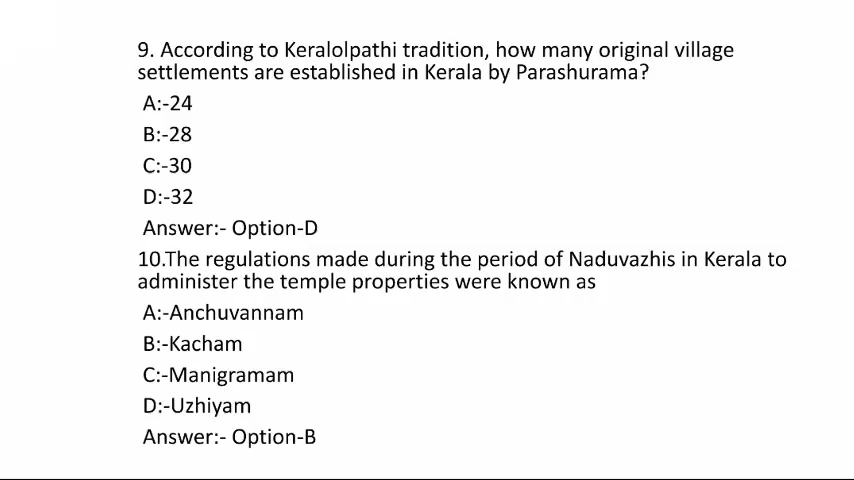 9. According to Keralolpathi tradition, how many original village
settlements are established in Kerala by Parashurama?
A:-24
B:-28
C:-30
D:-32
Answer:- Option-D
10.The regulations made during the period of Naduvazhis in Kerala to
administer the temple properties were known as
A:-Anchuvannam
B:-Kacham
C:-Manigramam
D:-Uzhiyam
Answer:- Option-B